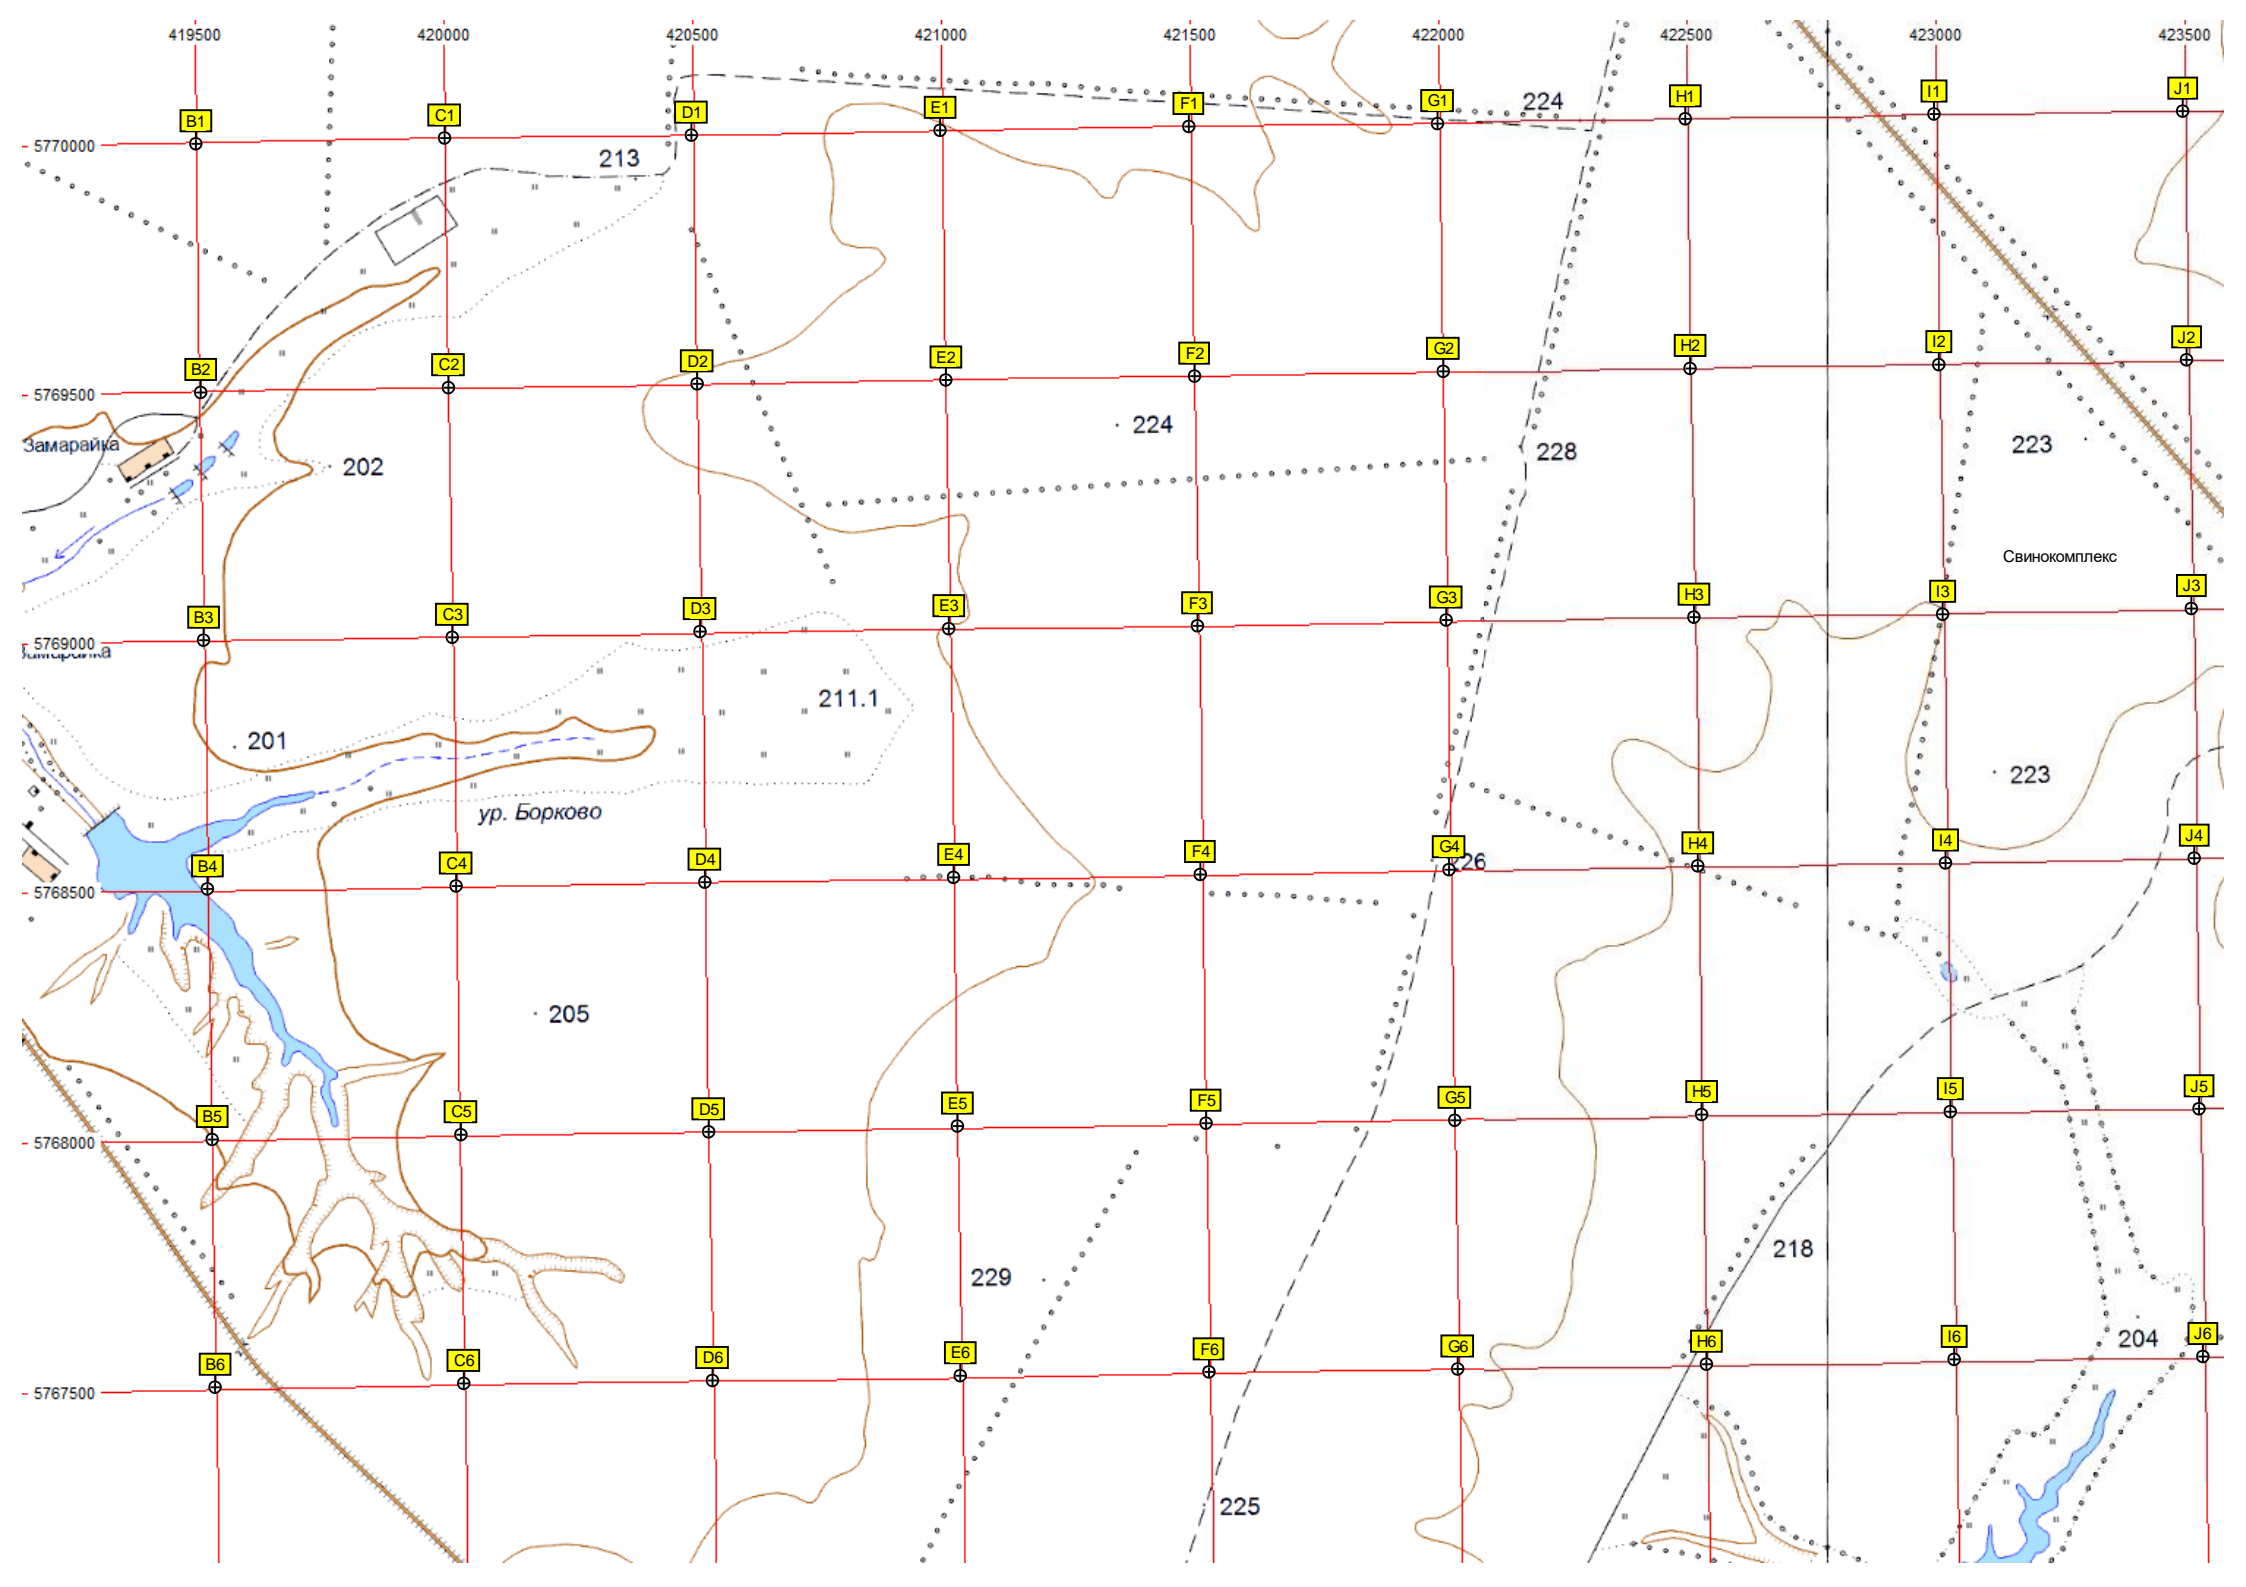 419500 420000 420500 421000 421500 422000 422500 423000 423500
B1 C1 D1 E1 F1 G1 224 H1 I1 J1
5770000
213
B2 C2 D2 E2 F2 G2 H2 I2 J2
5769500
Замарайка 202 224 228 223
Свинокомплекс
B3 C3 D3 E3 F3 G3 H3 I3 J3
5769000
Замарайка
211.1
201 223
ур. Борково
B4 C4 D4 E4 F4 G4 226 H4 I4 J4
5768500
205
B5 C5 D5 E5 F5 G5 H5 I5 J5
5768000
229 218
204
B6 C6 D6 E6 F6 G6 H6 I6 J6
5767500
225